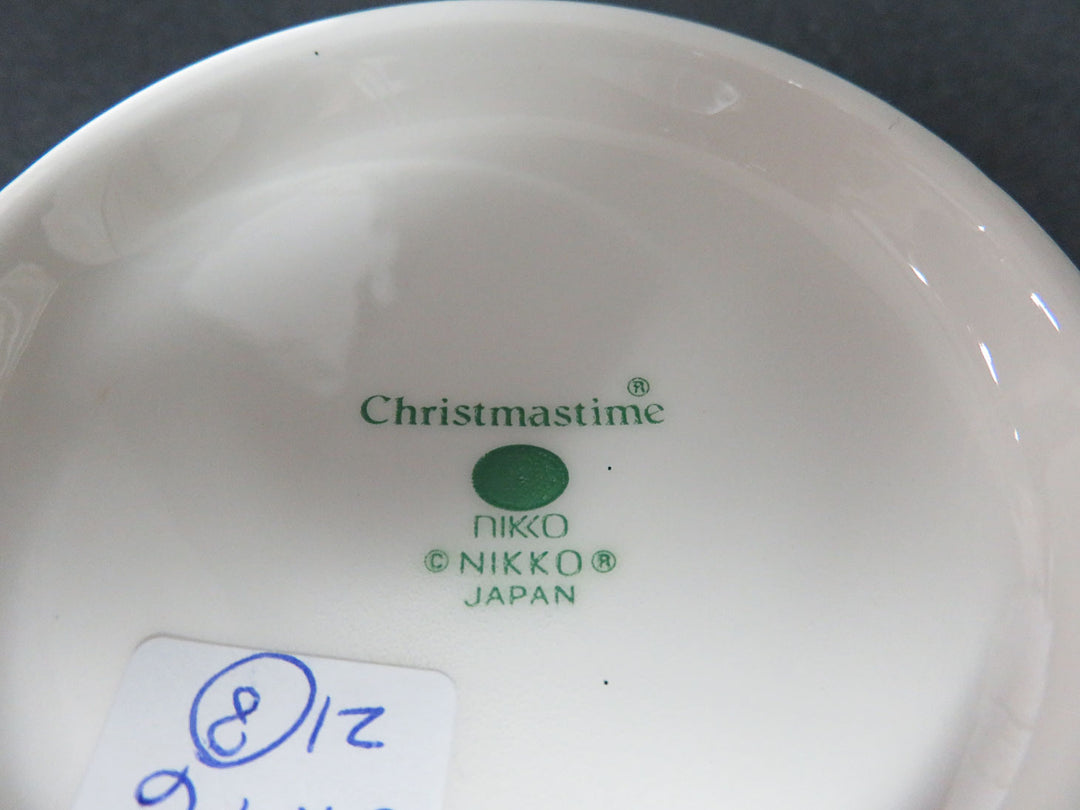 Christmastime®
nikko
© NIKKO ®
JAPAN
8 12